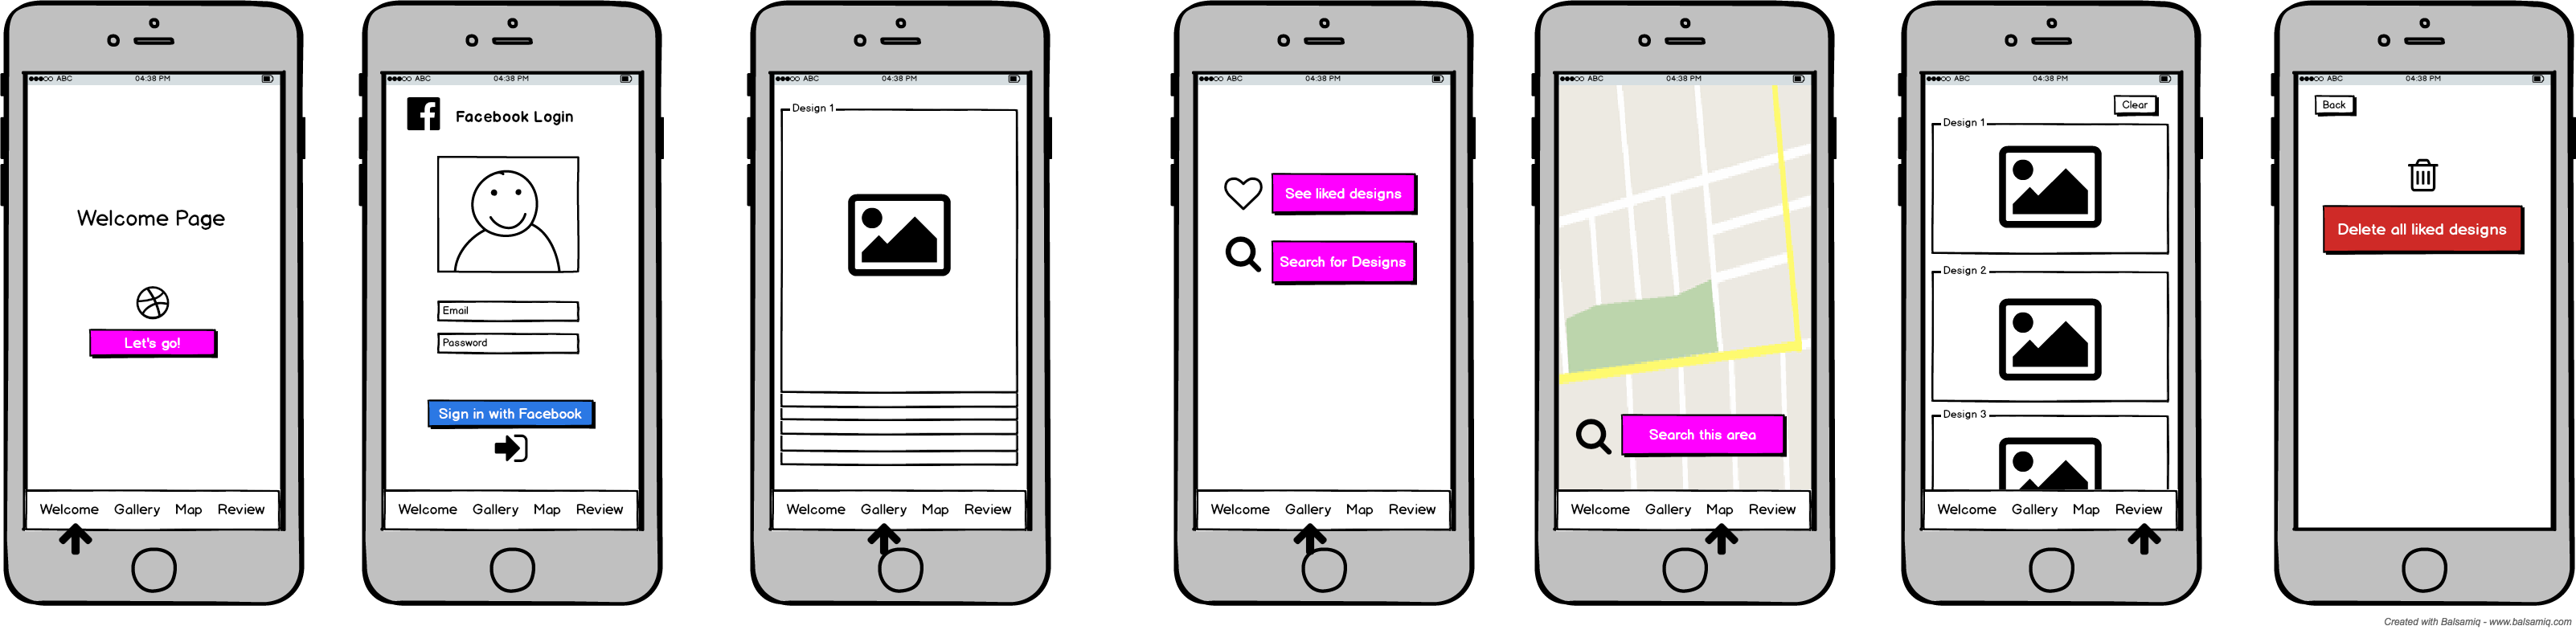 ABC 04:38 PM
Welcome Page
Let's go!
Welcome Gallery Map Review
ABC 04:38 PM
Facebook Login
Email
Password
Sign in with Facebook
Welcome Gallery Map Review
ABC 04:38 PM
Design 1
Welcome Gallery Map Review
ABC 04:38 PM
See liked designs
Search for Designs
Welcome Gallery Map Review
ABC 04:38 PM
Search this area
Welcome Gallery Map Review
ABC 04:38 PM
Clear
Design 1
Design 2
Design 3
Welcome Gallery Map Review
ABC 04:38 PM
Back
Delete all liked designs
Created with Balsamiq - www.balsamiq.com